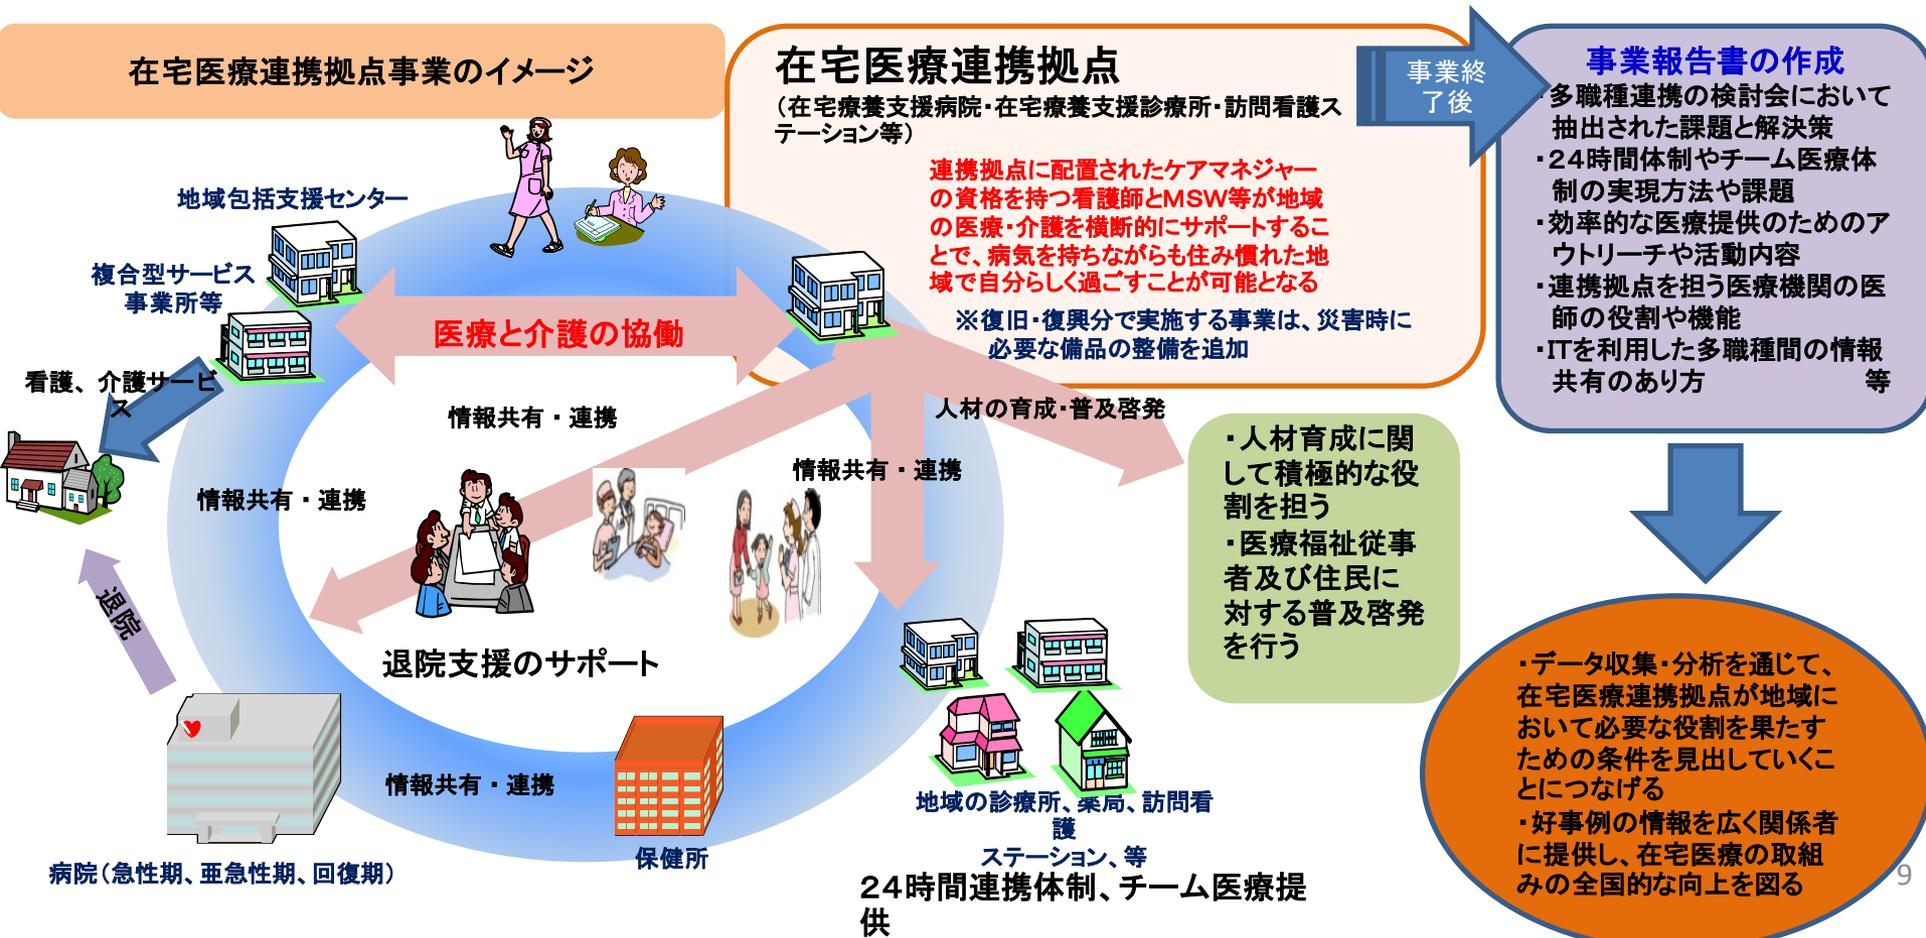 在宅医療連携拠点事業のイメージ
在宅医療連携拠点
（在宅療養支援病院・在宅療養支援診療所・訪問看護ス
テーション等）
連携拠点に配置されたケアマネジャー
の資格を持つ看護師とMSW等が地域
の医療・介護を横断的にサポートするこ
とで、病気を持ちながらも住み慣れた地
域で自分らしく過ごすことが可能となる
※復旧・復興分で実施する事業は、災害時に
必要な備品の整備を追加
事業終
了後
事業報告書の作成
・多職種連携の検討会において
抽出された課題と解決策
・２４時間体制やチーム医療体
制の実現方法や課題
・効率的な医療提供のためのア
ウトリーチや活動内容
・連携拠点を担う医療機関の医
師の役割や機能
・ITを利用した多職種間の情報
共有のあり方　等
地域包括支援センター
複合型サービス
事業所等
医療と介護の協働
看護、介護サービ
ス
情報共有・連携
人材の育成・普及啓発
情報共有・連携
情報共有・連携
・人材育成に関
して積極的な役
割を担う
・医療福祉従事
者及び住民に
対する普及啓発
を行う
退院
退院支援のサポート
情報共有・連携
病院（急性期、亜急性期、回復期）
保健所
地域の診療所、薬局、訪問看
護
ステーション、等
２４時間連携体制、チーム医療提
供
・データ収集・分析を通じて、
在宅医療連携拠点が地域に
おいて必要な役割を果たす
ための条件を見出していくこ
とにつなげる
・好事例の情報を広く関係者
に提供し、在宅医療の取組
みの全国的な向上を図る
9